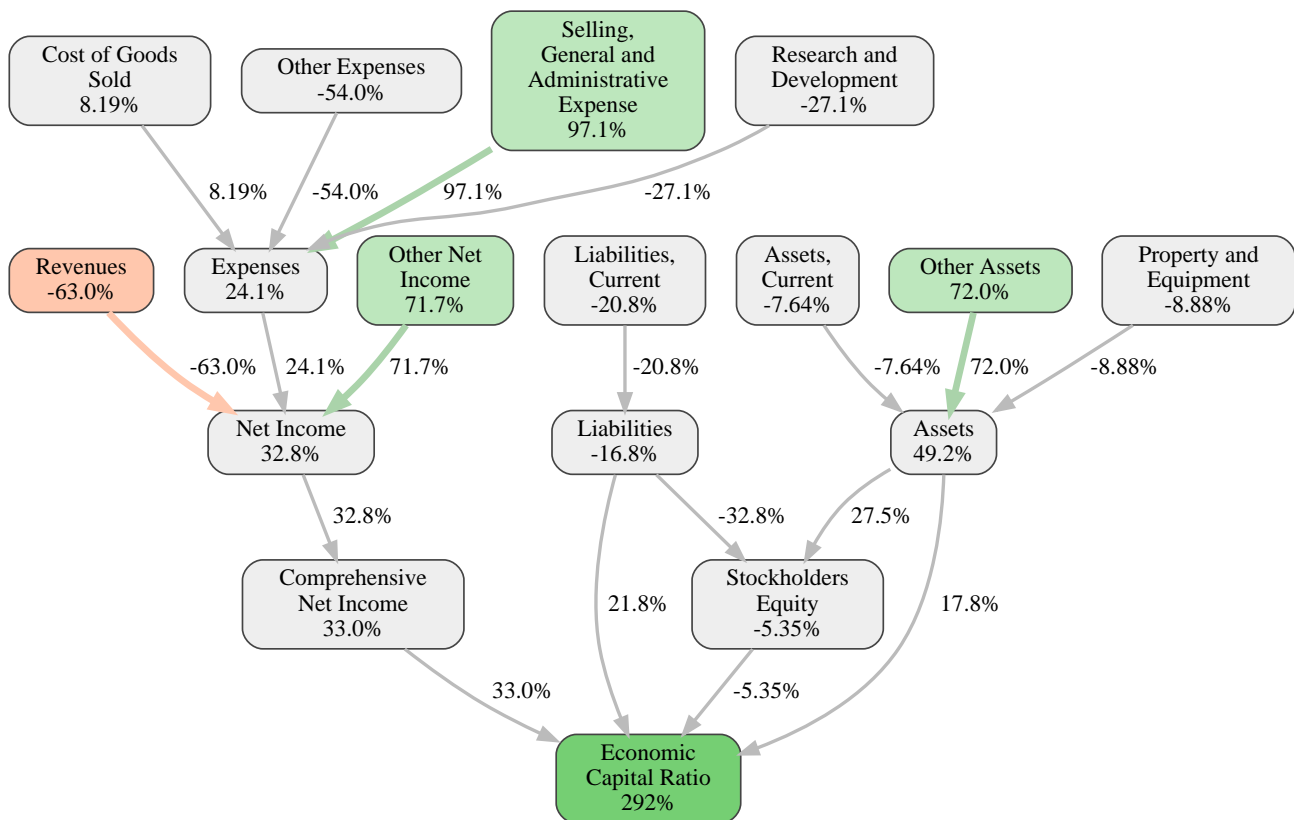 Cost of Goods
Sold
8.19%
Other Expenses
-54.0%
Selling,
General and
Administrative
Expense
97.1%
Research and
Development
-27.1%
8.19%
-54.0%
97.1%
-27.1%
Revenues
-63.0%
Expenses
24.1%
Other Net
Income
71.7%
Liabilities,
Current
-20.8%
Assets,
Current
-7.64%
Other Assets
72.0%
Property and
Equipment
-8.88%
-63.0%
24.1%
71.7%
-20.8%
-7.64%
72.0%
-8.88%
Net Income
32.8%
Liabilities
-16.8%
Assets
49.2%
32.8%
-32.8%
27.5%
Comprehensive
Net Income
33.0%
21.8%
Stockholders
Equity
-5.35%
17.8%
33.0%
-5.35%
Economic
Capital Ratio
292%